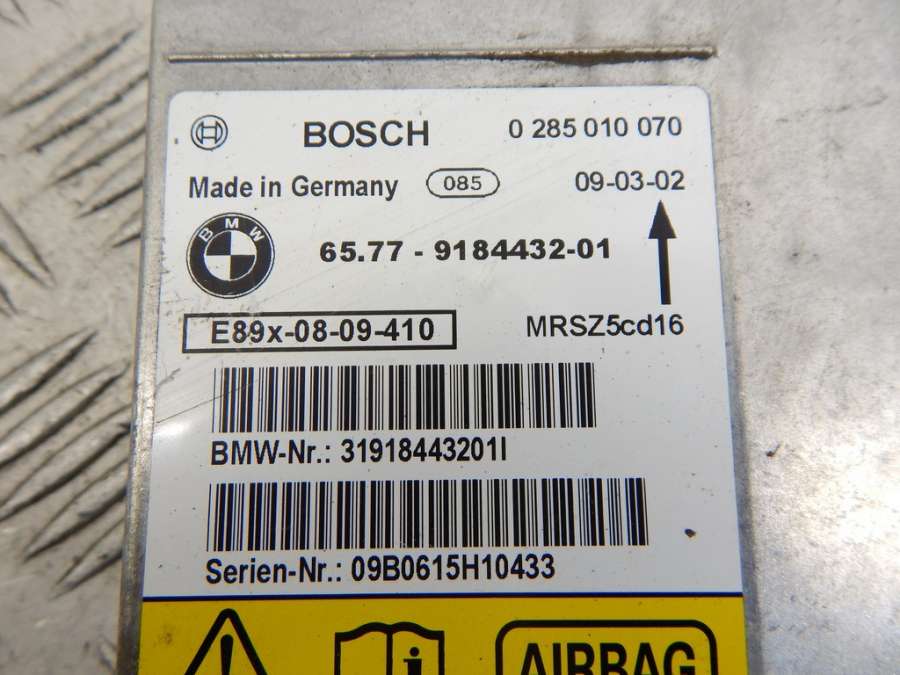 BOSCH 0 285 010 070
Made in Germany 085 09-03-02
BMW 65.77 - 9184432-01
E89x-08-09-410 MRSZ5cd16
BMW-Nr.: 31918443201I
Serien-Nr.: 09B0615H10433
i AIRBAG